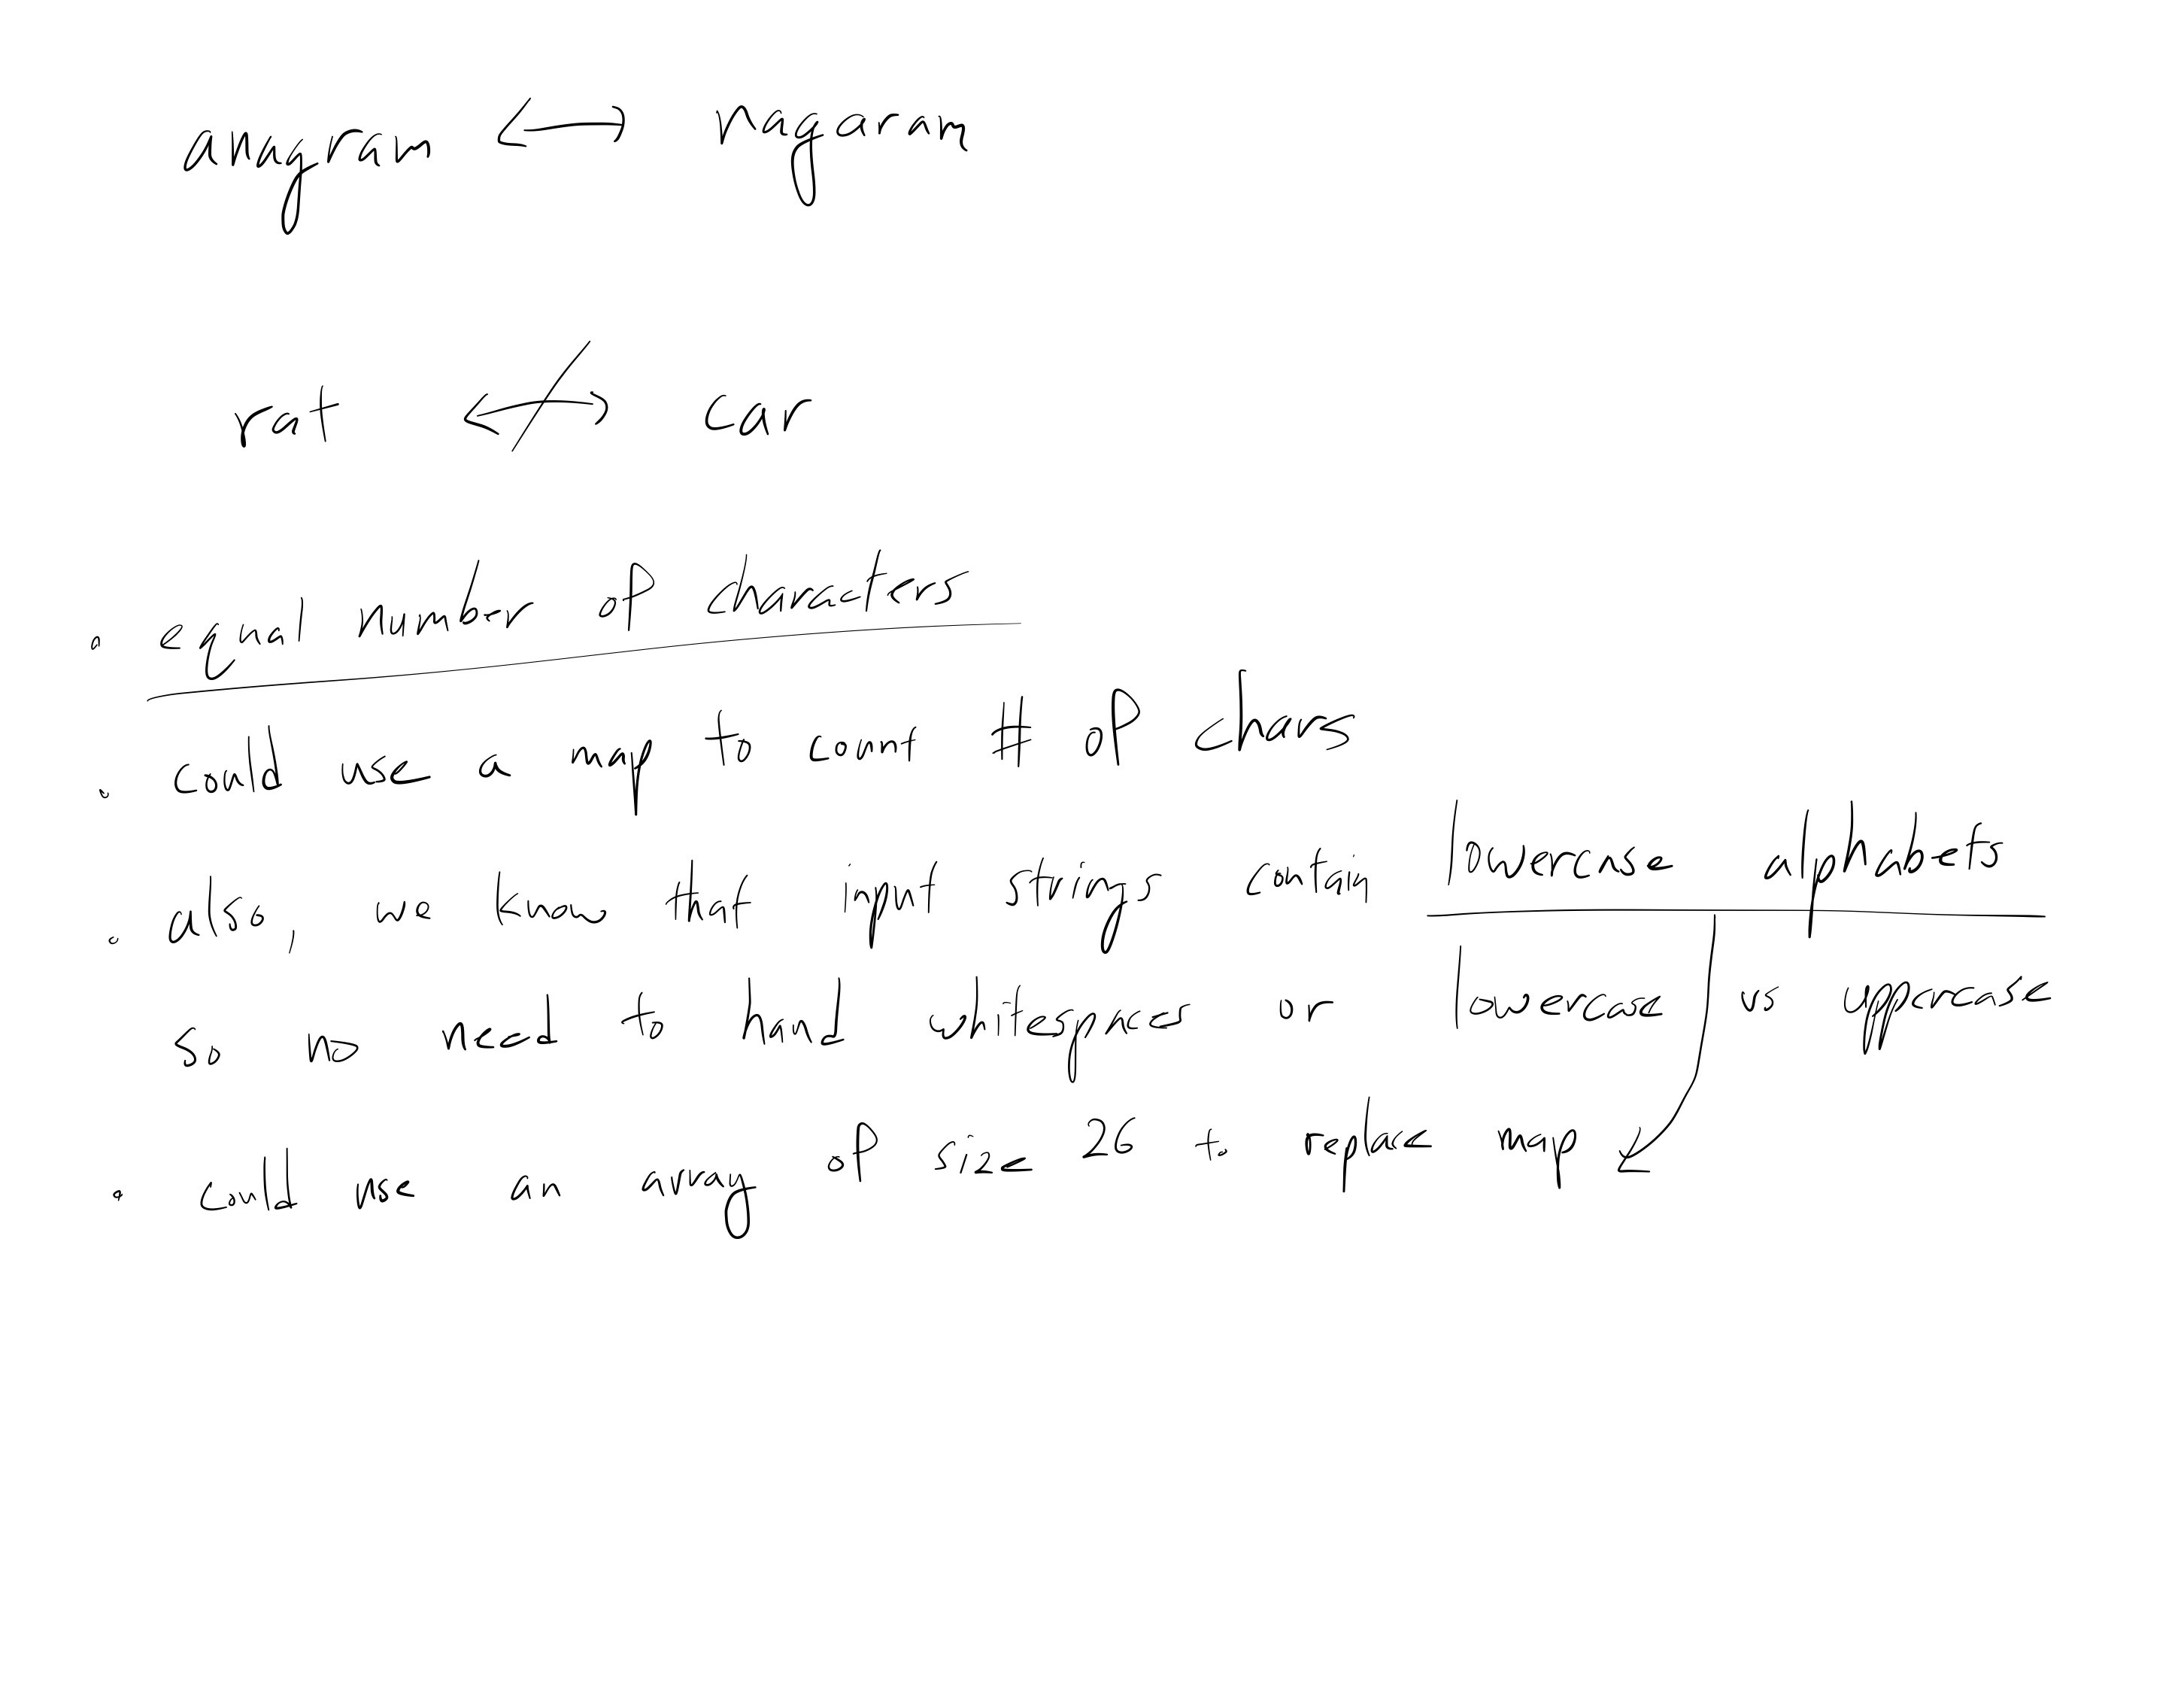 anagram <-> nagaram
rat <-/-> car
• equal number of characters
• could use a map to count # of chars
• also, we know that input strings contain lowercase alphabets
so no need to hand whitespaces or lowercase vs uppercase
• could use an array of size 26 to replace map